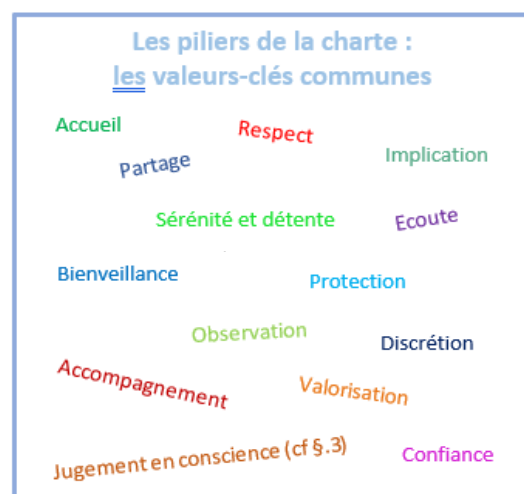 Les piliers de la charte :
les valeurs-clés communes
Accueil
Respect
Partage
Implication
Sérénité et détente
Ecoute
Bienveillance
Protection
Observation
Discrétion
Accompagnement
Valorisation
Jugement en conscience (cf §.3)
Confiance